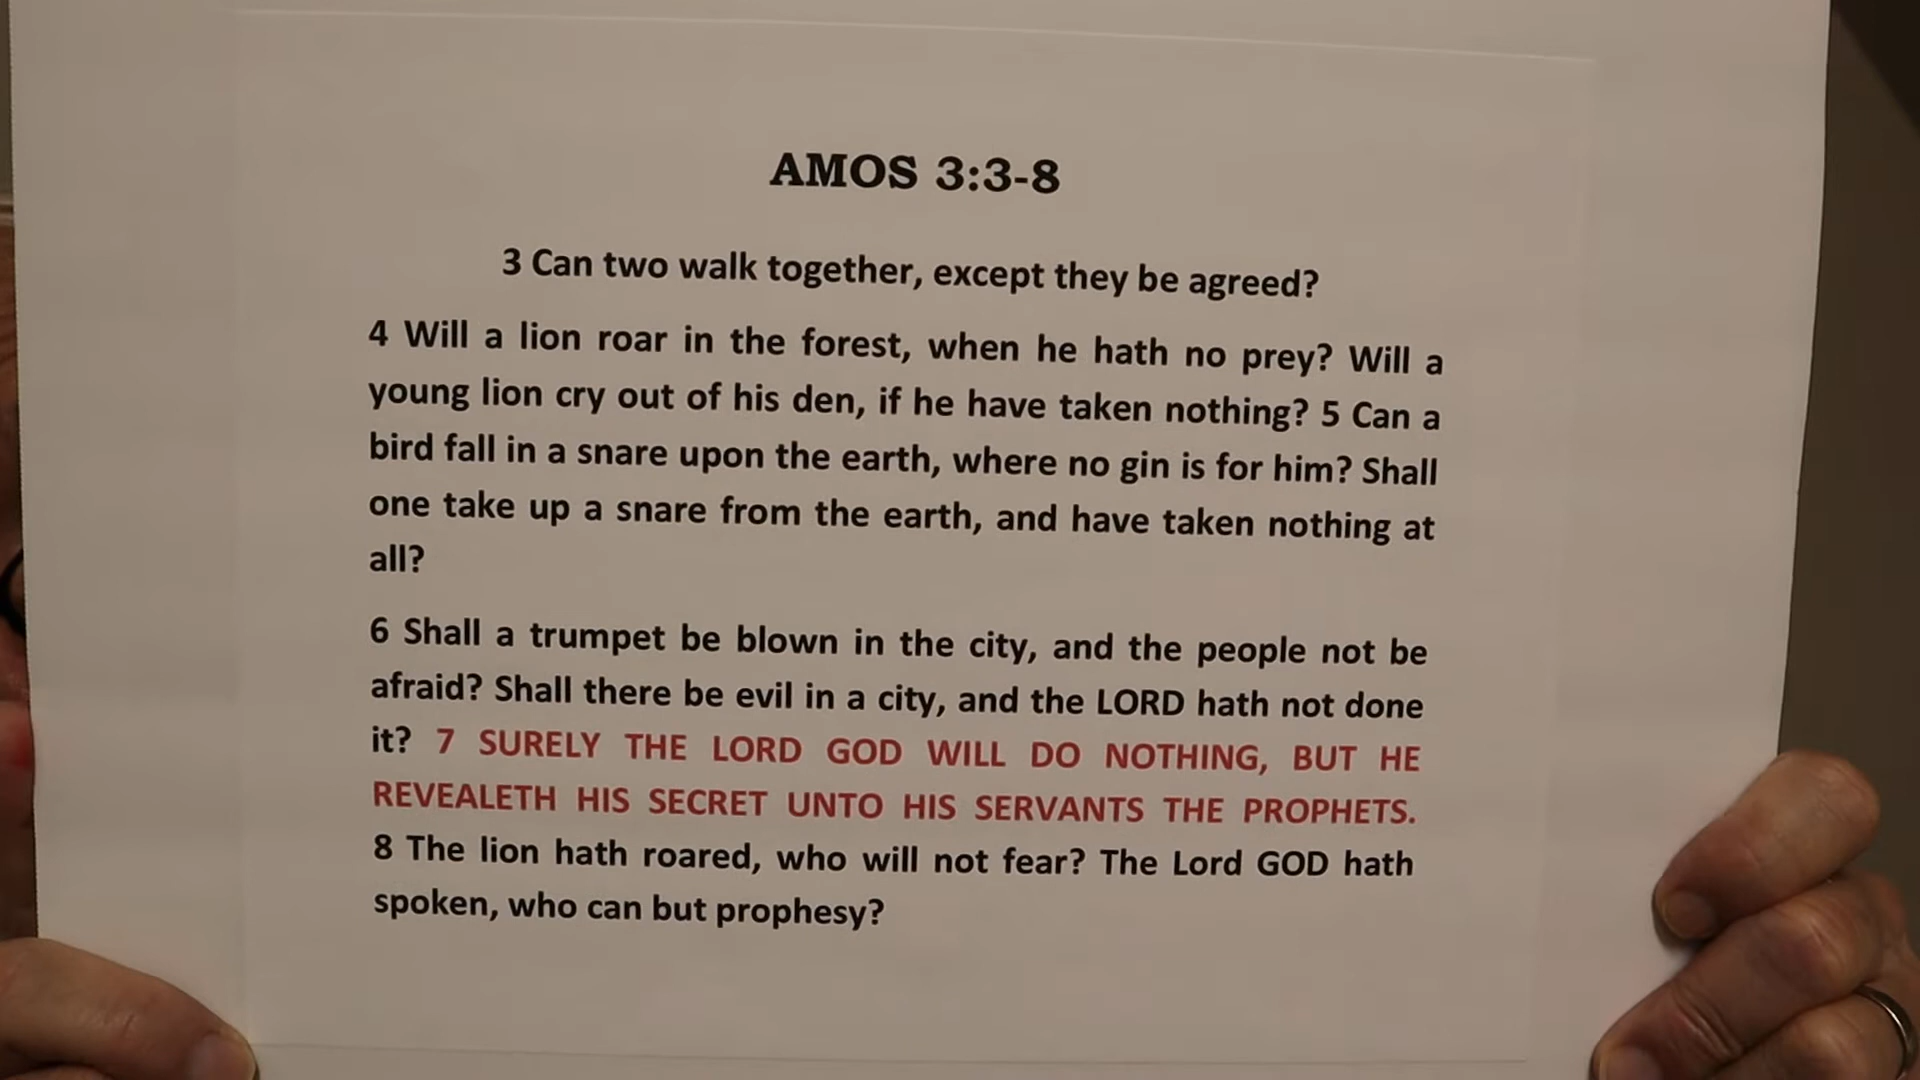 AMOS 3:3-8
3 Can two walk together, except they be agreed?
4 Will a lion roar in the forest, when he hath no prey? Will a
young lion cry out of his den, if he have taken nothing? 5 Can a
bird fall in a snare upon the earth, where no gin is for him? Shall
one take up a snare from the earth, and have taken nothing at
all?
6 Shall a trumpet be blown in the city, and the people not be
afraid? Shall there be evil in a city, and the LORD hath not done
it? 7 SURELY THE LORD GOD WILL DO NOTHING, BUT HE
REVEALETH HIS SECRET UNTO HIS SERVANTS THE PROPHETS.
8 The lion hath roared, who will not fear? The Lord GOD hath
spoken, who can but prophesy?